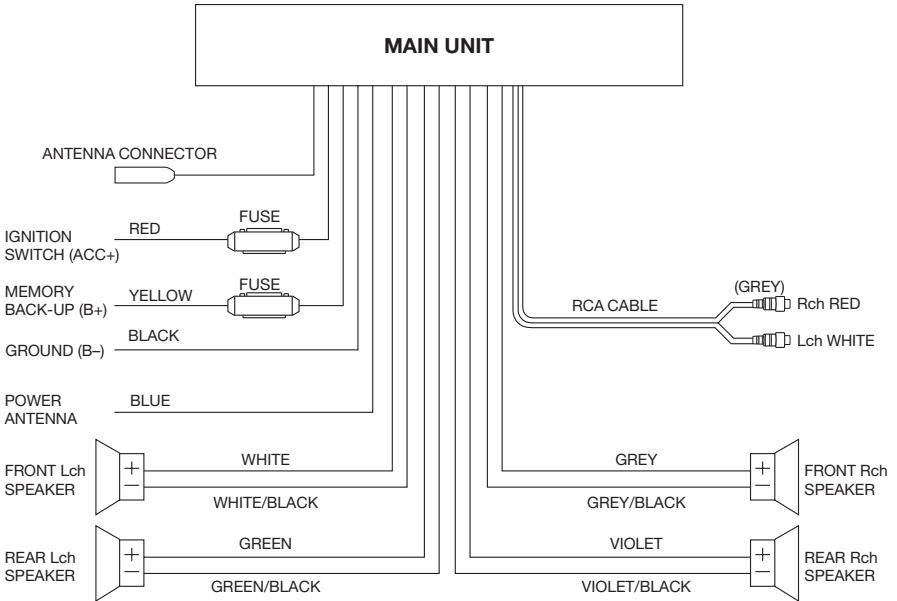 MAIN UNIT
ANTENNA CONNECTOR
IGNITION
SWITCH (ACC+)
RED
FUSE
MEMORY
BACK-UP (B+)
YELLOW
FUSE
GROUND (B–)
BLACK
POWER
ANTENNA
BLUE
RCA CABLE
(GREY)
Rch RED
Lch WHITE
FRONT Lch
SPEAKER
+
–
WHITE
WHITE/BLACK
GREY
GREY/BLACK
+
–
FRONT Rch
SPEAKER
REAR Lch
SPEAKER
+
–
GREEN
GREEN/BLACK
VIOLET
VIOLET/BLACK
+
–
REAR Rch
SPEAKER